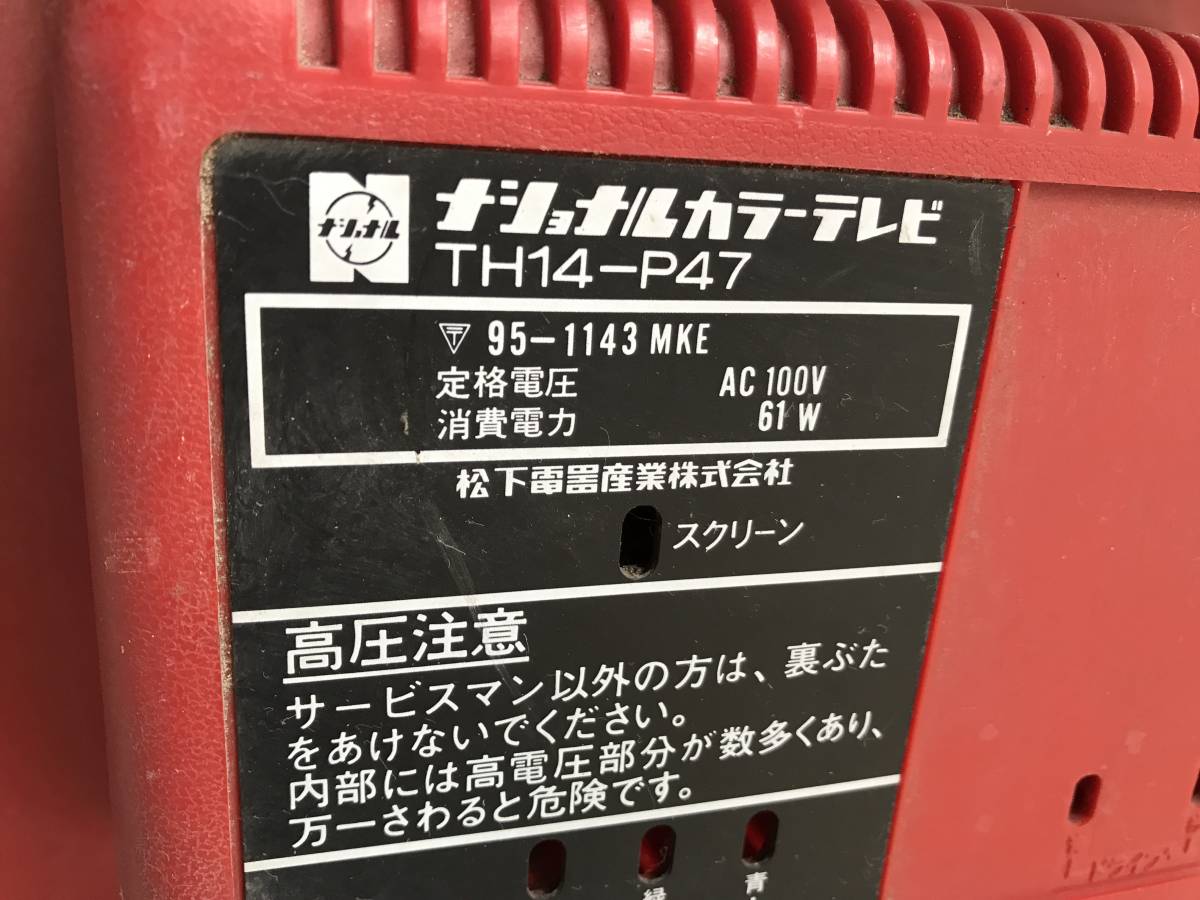 ナショナル
ナショナルカラーテレビ
TH14-P47
〒 95-1143 MKE
定格電圧 AC 100V
消費電力 61 W
松下電器産業株式会社
スクリーン
高圧注意
サービスマン以外の方は、裏ぶた
をあけないでください。
内部には高電圧部分が数多くあり、
万一さわると危険です。
緑
青